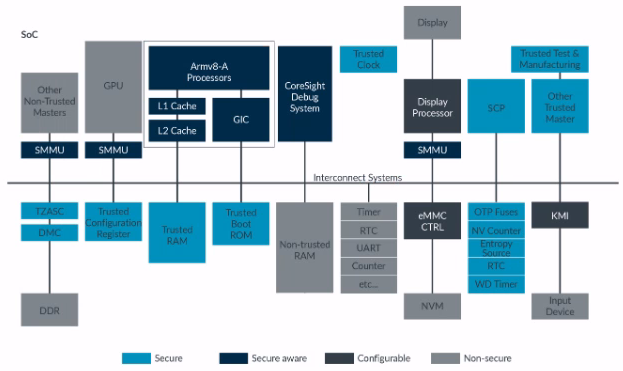 SoC
Other
Non-Trusted
Masters
SMMU
GPU
SMMU
Armv8-A
Processors
L1 Cache
L2 Cache
GIC
CoreSight
Debug
System
Trusted
Clock
Display
Display
Processor
SMMU
SCP
Trusted Test &
Manufacturing
Other
Trusted
Master
Interconnect Systems
TZASC
DMC
DDR
Trusted
Configuration
Register
Trusted
RAM
Trusted
Boot
ROM
Non-trusted
RAM
Timer
RTC
UART
Counter
etc...
eMMC
CTRL
NVM
OTP Fuses
NV Counter
Entropy
Source
RTC
WD Timer
KMI
Input
Device
Secure
Secure aware
Configurable
Non-secure